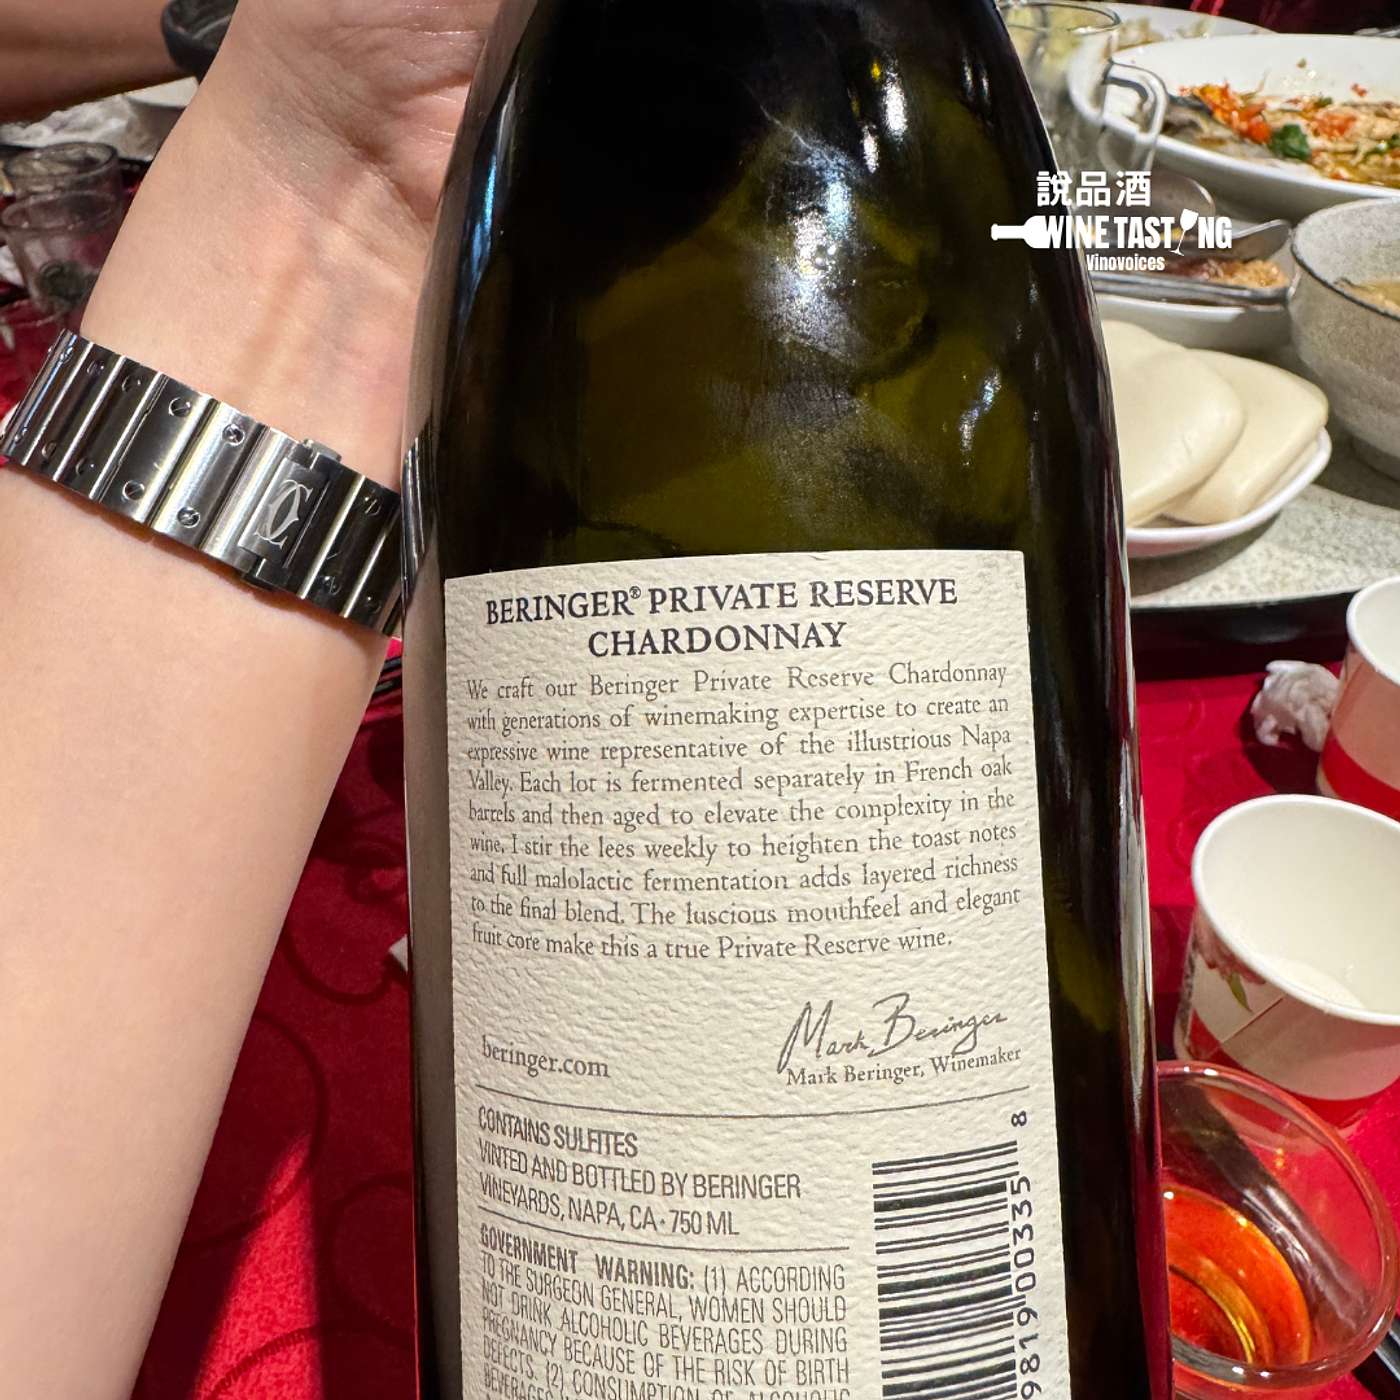 說品酒
WINE TASTING
Vinovoices
BERINGER® PRIVATE RESERVE
CHARDONNAY
We craft our Beringer Private Reserve Chardonnay
with generations of winemaking expertise to create an
expressive wine representative of the illustrious Napa
Valley. Each lot is fermented separately in French oak
barrels and then aged to elevate the complexity in the
wine. I stir the lees weekly to heighten the toast notes
and full malolactic fermentation adds layered richness
to the final blend. The luscious mouthfeel and elegant
fruit core make this a true Private Reserve wine.
Mark Beringer
beringer.com
Mark Beringer, Winemaker
CONTAINS SULFITES
VINTED AND BOTTLED BY BERINGER
VINEYARDS, NAPA, CA • 750 ML
GOVERNMENT WARNING: (1) ACCORDING
TO THE SURGEON GENERAL, WOMEN SHOULD
NOT DRINK ALCOHOLIC BEVERAGES DURING
PREGNANCY BECAUSE OF THE RISK OF BIRTH
DEFECTS. (2) CONSUMPTION OF ALCOHOLIC
BEVERAGES
9819 00335 8